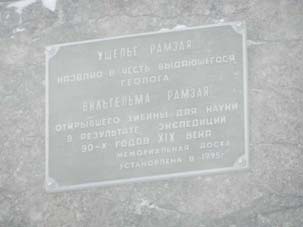 УЩЕЛЬЕ РАМЗАЯ
НАЗВАНО В ЧЕСТЬ ВЫДАЮЩЕГОСЯ
ГЕОЛОГА
ВИЛЬГЕЛЬМА РАМЗАЯ
ОТКРЫВШЕГО ХИБИНЫ ДЛЯ НАУКИ
В РЕЗУЛЬТАТЕ ЭКСПЕДИЦИИ
90-Х ГОДОВ XIX ВЕКА
МЕМОРИАЛЬНАЯ ДОСКА
УСТАНОВЛЕНА В 1995г